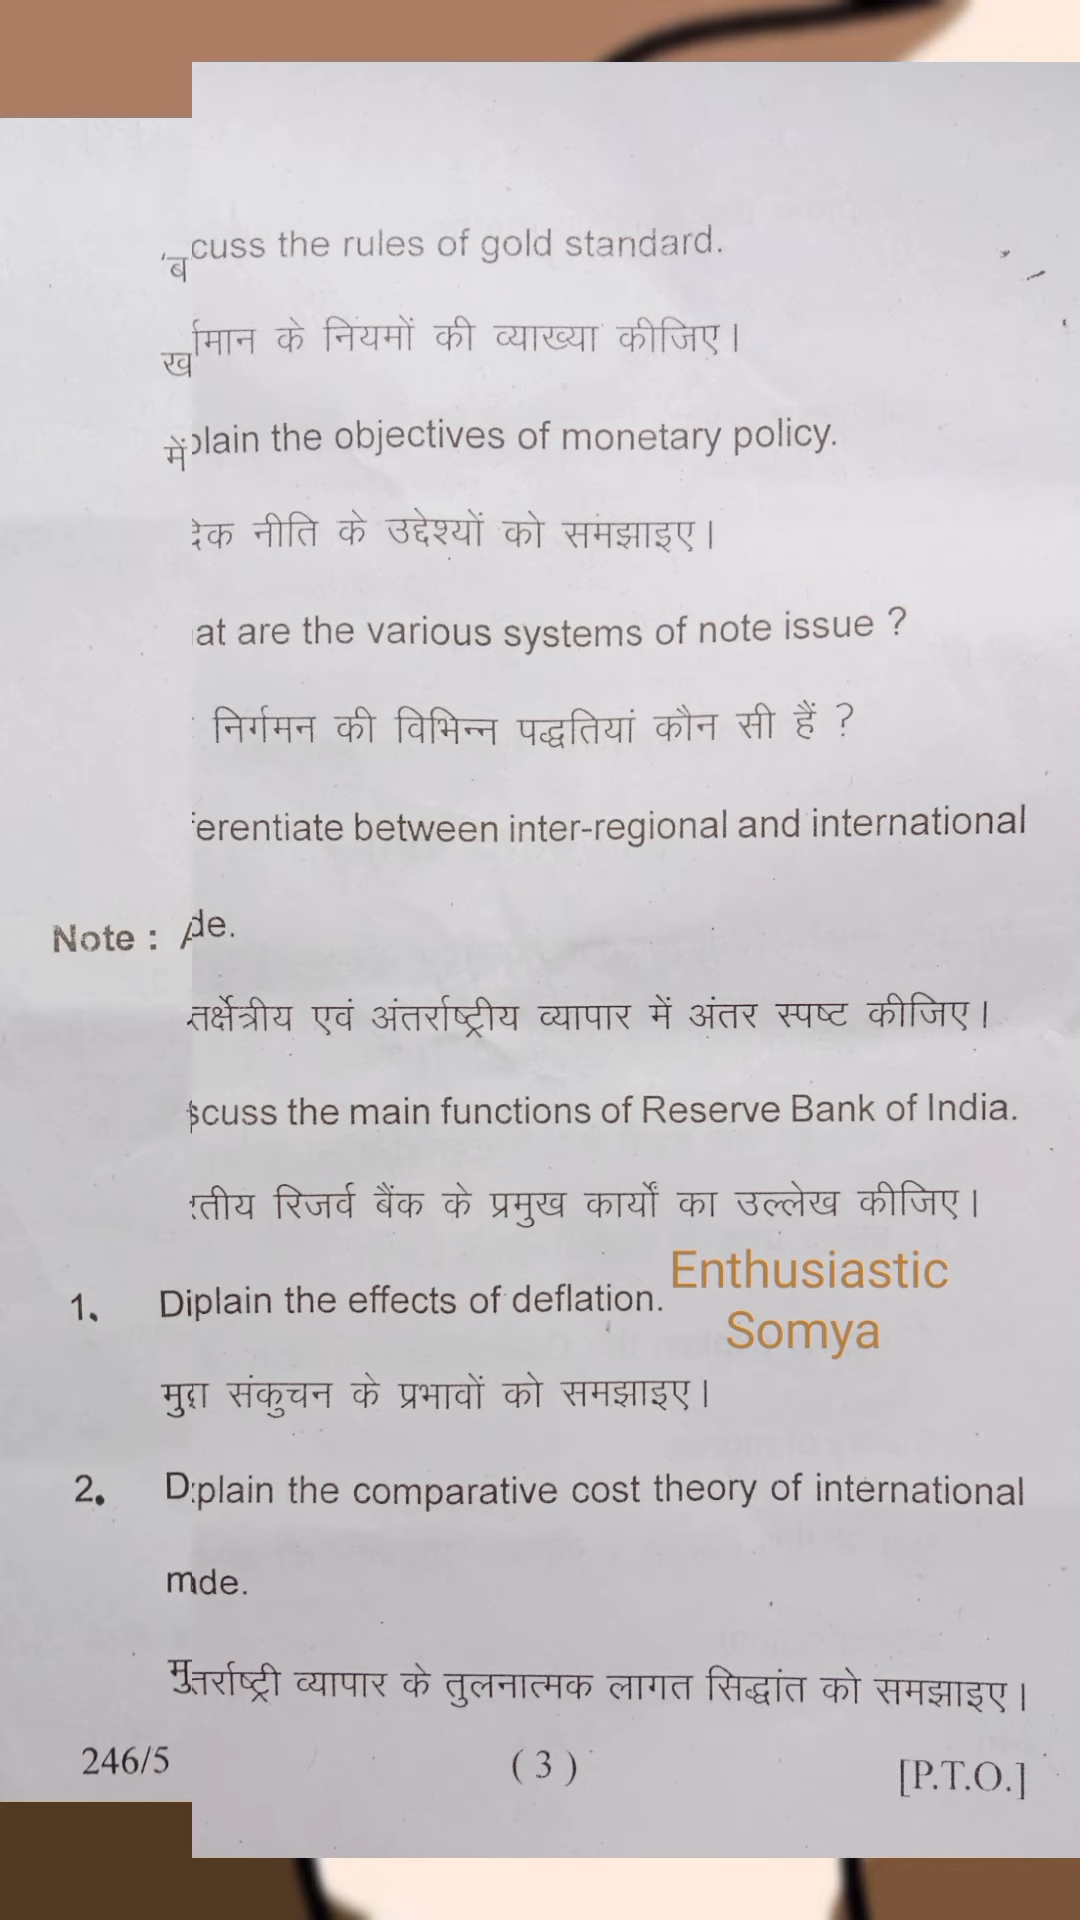 cuss the rules of gold standard.
ब
र्मान के नियमों की व्याख्या कीजिए।
ख
plain the objectives of monetary policy.
में
क नीति के उद्देश्यों को समझाइए।
at are the various systems of note issue ?
निर्गमन की विभिन्न पद्धतियां कौन सी हैं ?
erentiate between inter-regional and international
Note : de.
तर्क्षेत्रीय एवं अंतर्राष्ट्रीय व्यापार में अंतर स्पष्ट कीजिए।
scuss the main functions of Reserve Bank of India.
तीय रिजर्व बैंक के प्रमुख कार्यों का उल्लेख कीजिए।
Enthusiastic
1. Diplain the effects of deflation.
Somya
संकुचन के प्रभावों को समझाइए।
2. D:plain the comparative cost theory of international
mde.
मुतर्राष्ट्री व्यापार के तुलनात्मक लागत सिद्धांत को समझाइए।
246/5 ( 3 ) [P.T.O.]